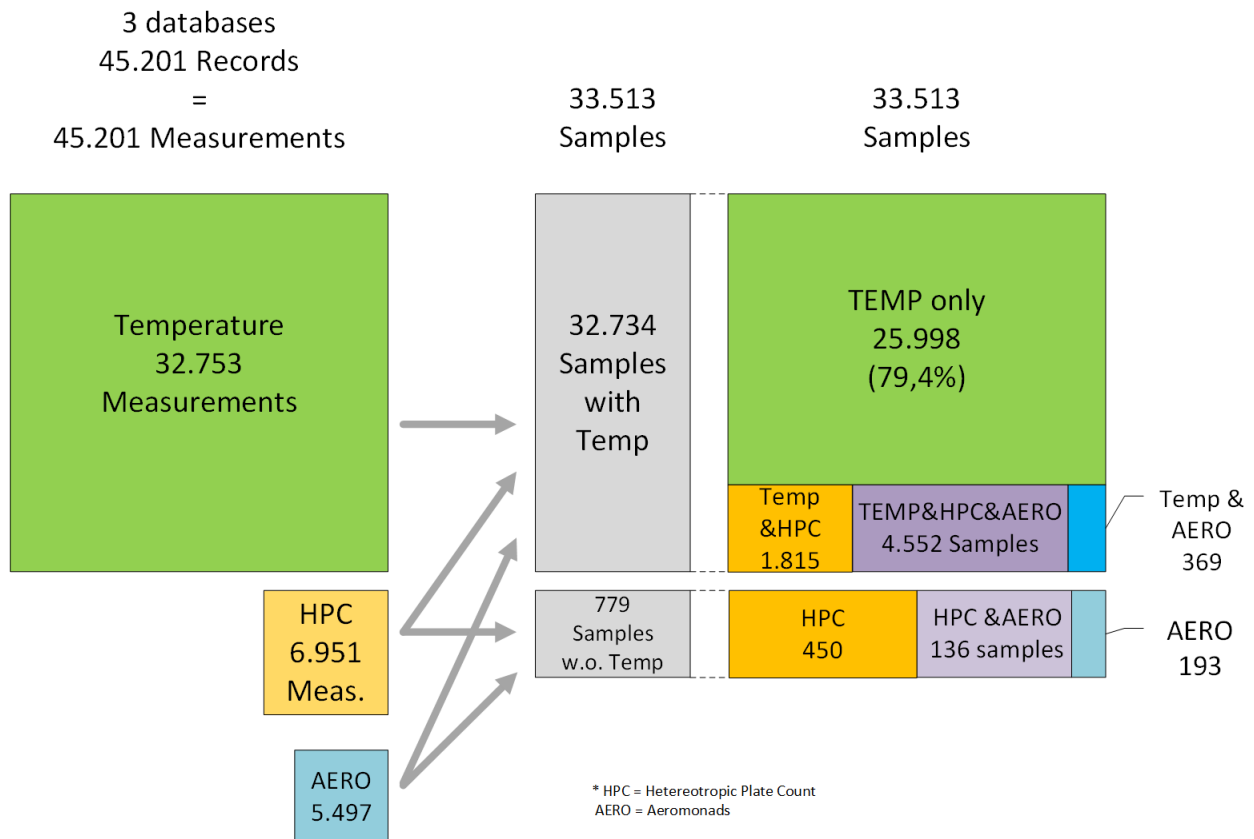 3 databases
45.201 Records
=
45.201 Measurements
33.513
Samples
33.513
Samples
Temperature
32.753
Measurements
32.734
Samples
with
Temp
TEMP only
25.998
(79,4%)
Temp
&HPC
1.815
TEMP&HPC&AERO
4.552 Samples
Temp &
AERO
369
HPC
6.951
Meas.
779
Samples
w.o. Temp
HPC
450
HPC &AERO
136 samples
AERO
193
AERO
5.497
* HPC = Hetereotropic Plate Count
AERO = Aeromonads